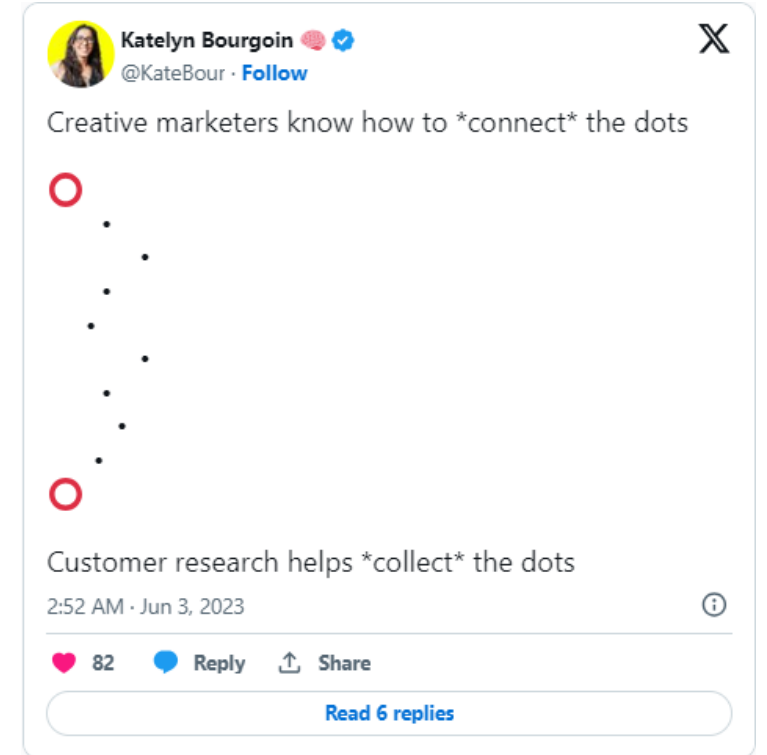 Katelyn Bourgoin 🧠
@KateBour · Follow
X
Creative marketers know how to *connect* the dots
⭕
•
•
•
•
•
•
•
•
⭕
Customer research helps *collect* the dots
2:52 AM · Jun 3, 2023
82 Reply Share
Read 6 replies